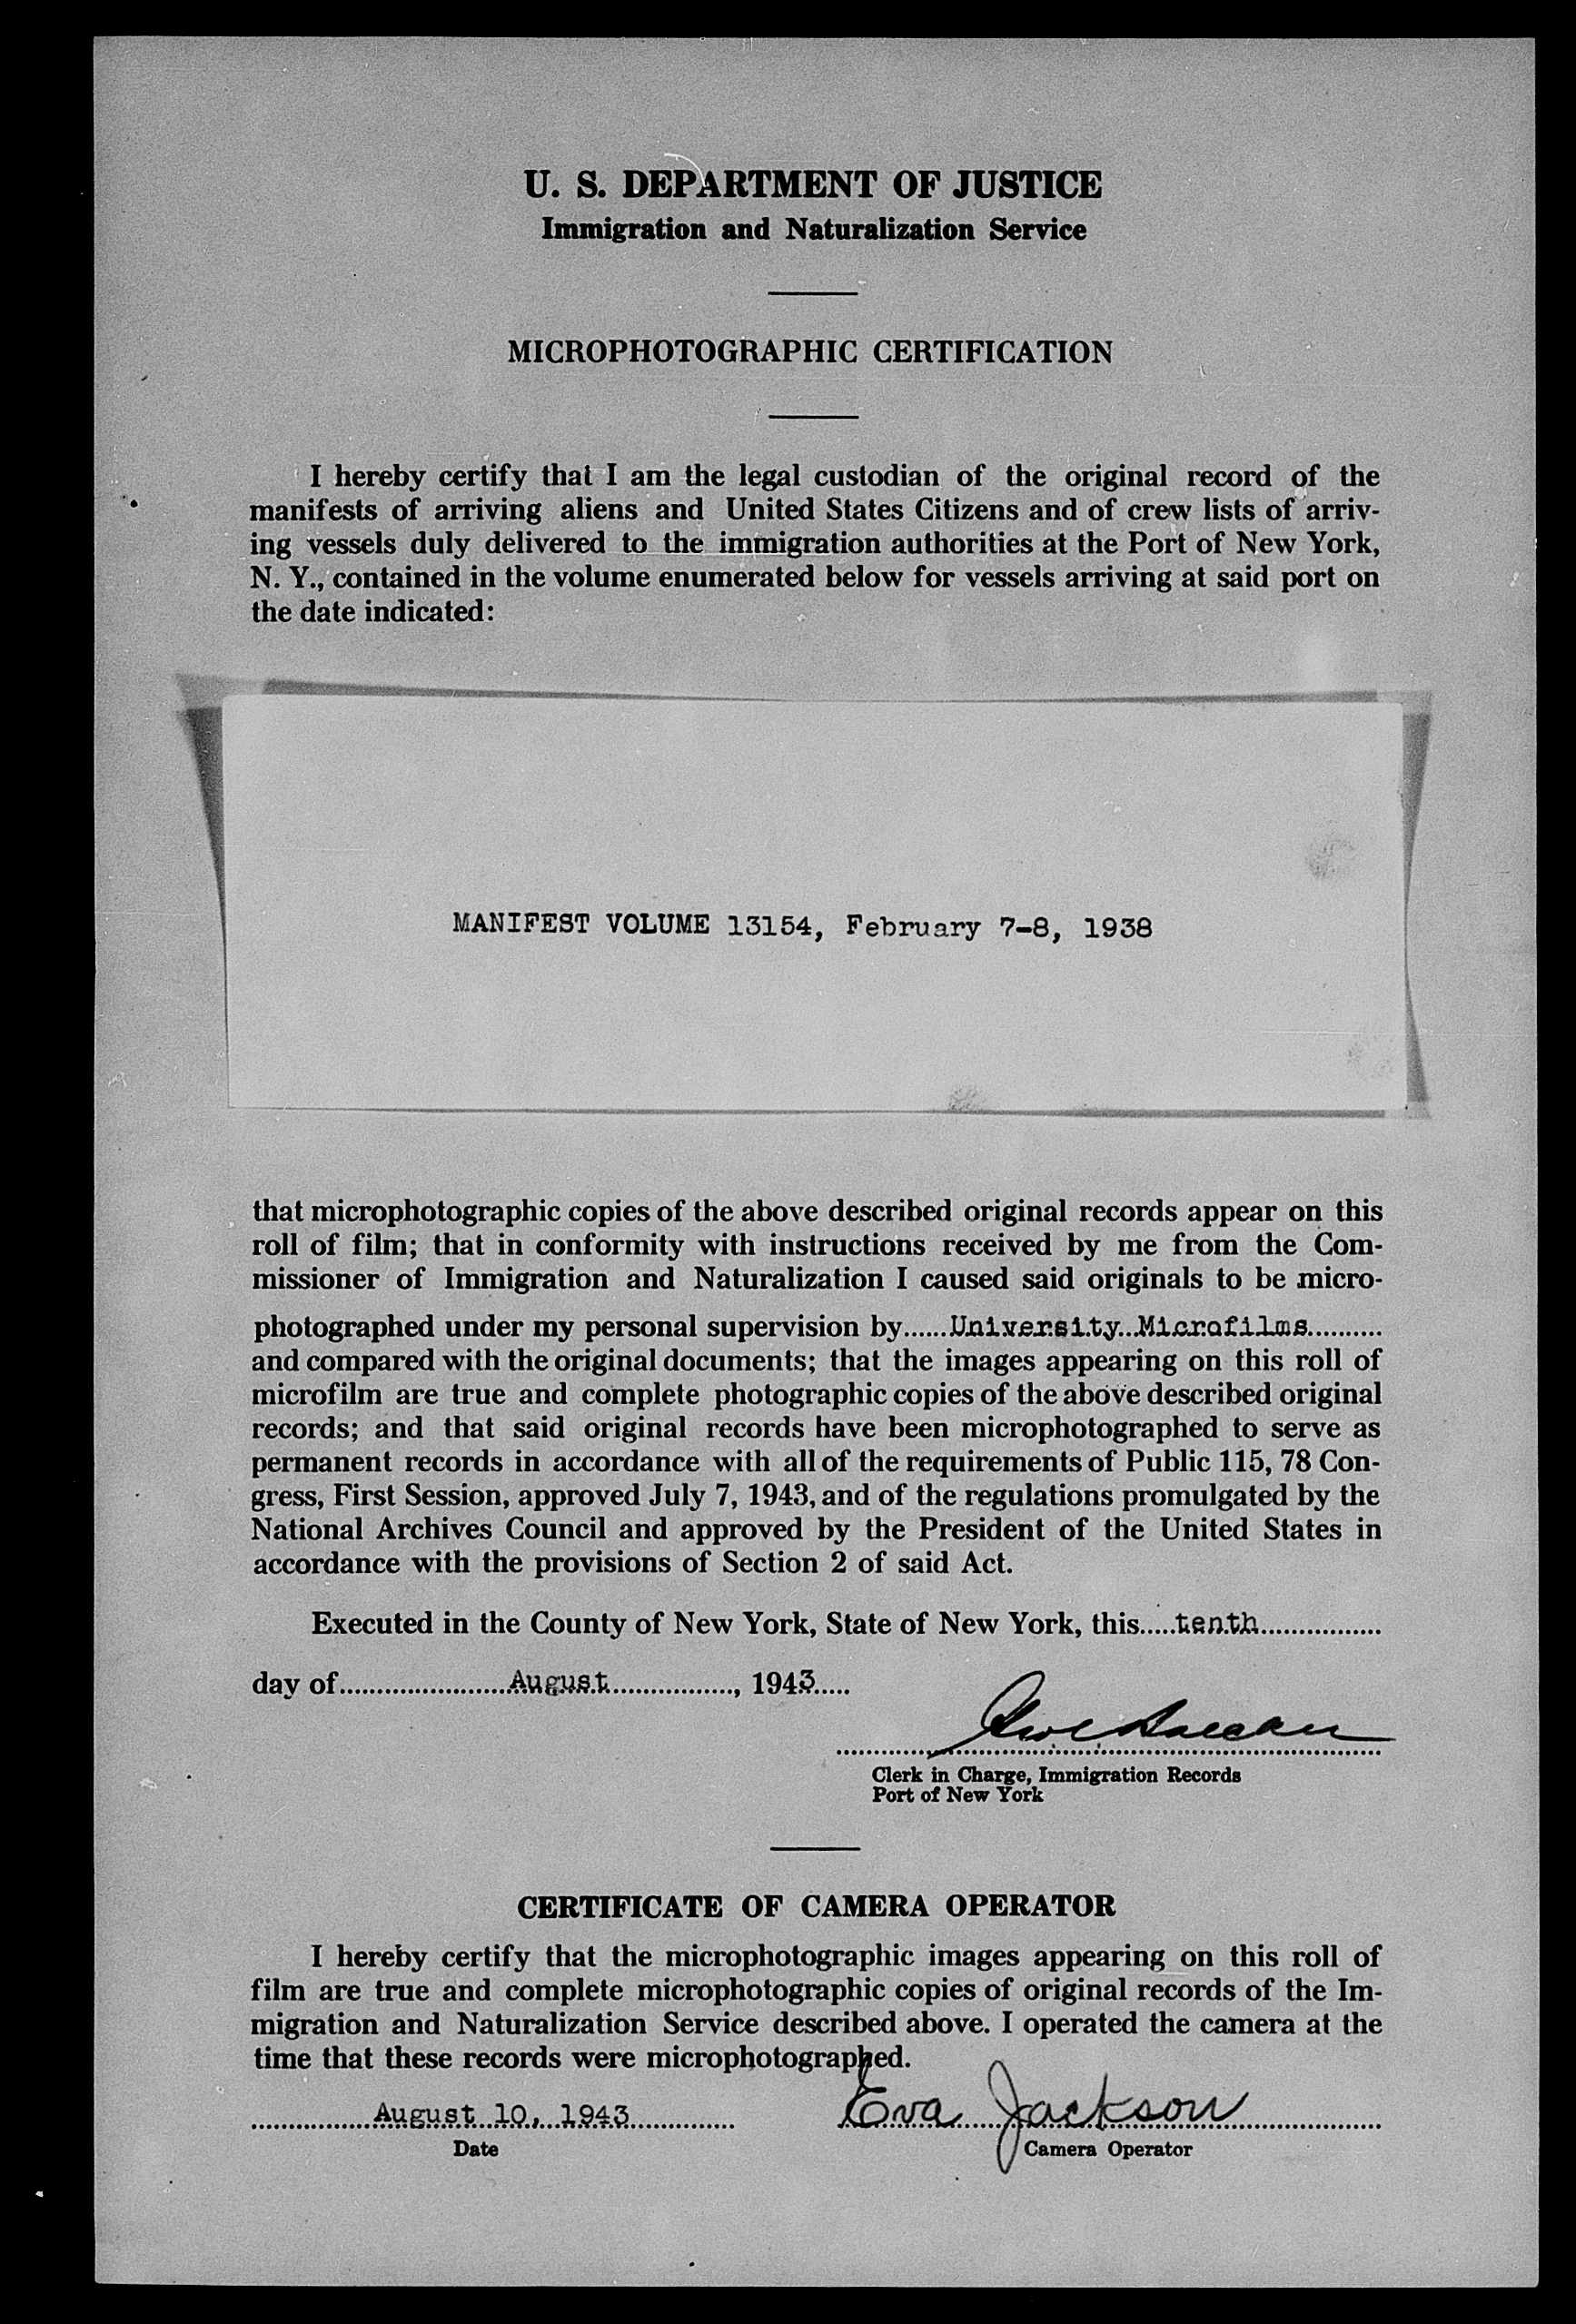 U. S. DEPARTMENT OF JUSTICE
Immigration and Naturalization Service
MICROPHOTOGRAPHIC CERTIFICATION
I hereby certify that I am the legal custodian of the original record of the
manifests of arriving aliens and United States Citizens and of crew lists of arriv-
ing vessels duly delivered to the immigration authorities at the Port of New York,
N. Y., contained in the volume enumerated below for vessels arriving at said port on
the date indicated:
MANIFEST VOLUME 13154, February 7-8, 1938
that microphotographic copies of the above described original records appear on this
roll of film; that in conformity with instructions received by me from the Com-
missioner of Immigration and Naturalization I caused said originals to be micro-
photographed under my personal supervision by......University Microfilms..........
and compared with the original documents; that the images appearing on this roll of
microfilm are true and complete photographic copies of the above described original
records; and that said original records have been microphotographed to serve as
permanent records in accordance with all of the requirements of Public 115, 78 Con-
gress, First Session, approved July 7, 1943, and of the regulations promulgated by the
National Archives Council and approved by the President of the United States in
accordance with the provisions of Section 2 of said Act.
Executed in the County of New York, State of New York, this.....tenth................
day of.......................August................., 1943.....
Clerk in Charge, Immigration Records
Port of New York
CERTIFICATE OF CAMERA OPERATOR
I hereby certify that the microphotographic images appearing on this roll of
film are true and complete microphotographic copies of original records of the Im-
migration and Naturalization Service described above. I operated the camera at the
time that these records were microphotographed.
August 10, 1943 Eva Jackson
Date Camera Operator